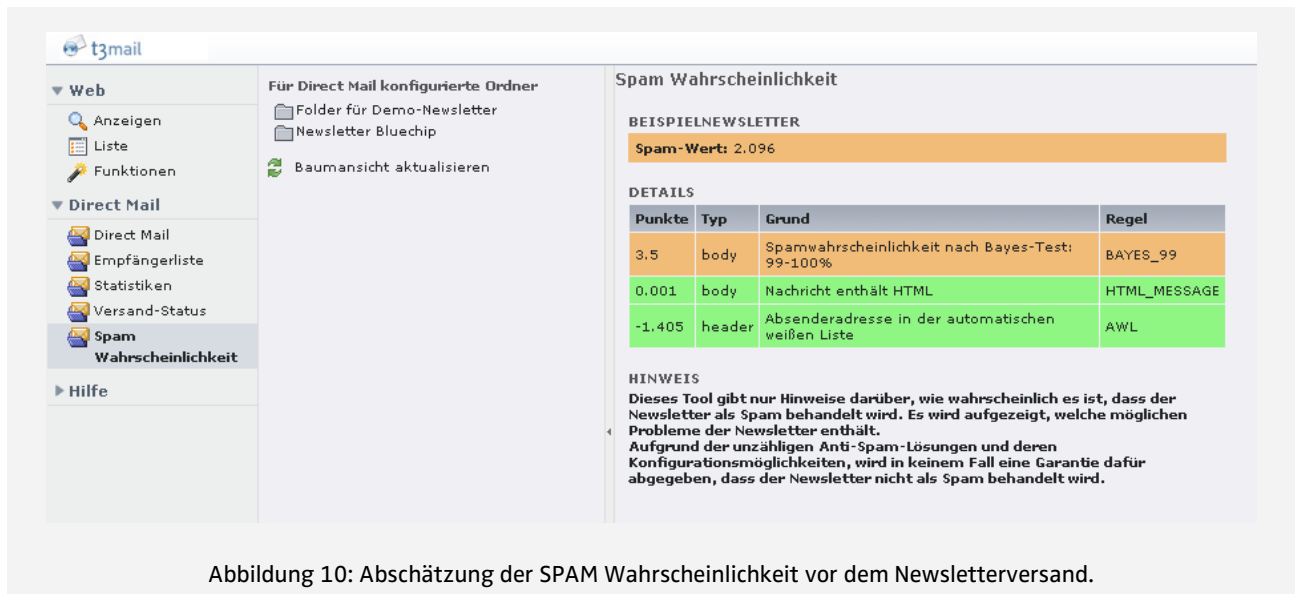 t3mail
Web
Anzeigen
Liste
Funktionen
Direct Mail
Direct Mail
Empfängerliste
Statistiken
Versand-Status
Spam
Wahrscheinlichkeit
Hilfe
Für Direct Mail konfigurierte Ordner
Folder für Demo-Newsletter
Newsletter Bluechip
Baumansicht aktualisieren
Spam Wahrscheinlichkeit
BEISPIELNEWSLETTER
Spam-Wert: 2.096
DETAILS
Punkte Typ Grund Regel
3.5 body Spamwahrscheinlichkeit nach Bayes-Test:
99-100% BAYES_99
0.001 body Nachricht enthält HTML HTML_MESSAGE
-1.405 header Absenderadresse in der automatischen
weißen Liste AWL
HINWEIS
Dieses Tool gibt nur Hinweise darüber, wie wahrscheinlich es ist, dass der
Newsletter als Spam behandelt wird. Es wird aufgezeigt, welche möglichen
Probleme der Newsletter enthält.
Aufgrund der unzähligen Anti-Spam-Lösungen und deren
Konfigurationsmöglichkeiten, wird in keinem Fall eine Garantie dafür
abgegeben, dass der Newsletter nicht als Spam behandelt wird.
Abbildung 10: Abschätzung der SPAM Wahrscheinlichkeit vor dem Newsletterversand.